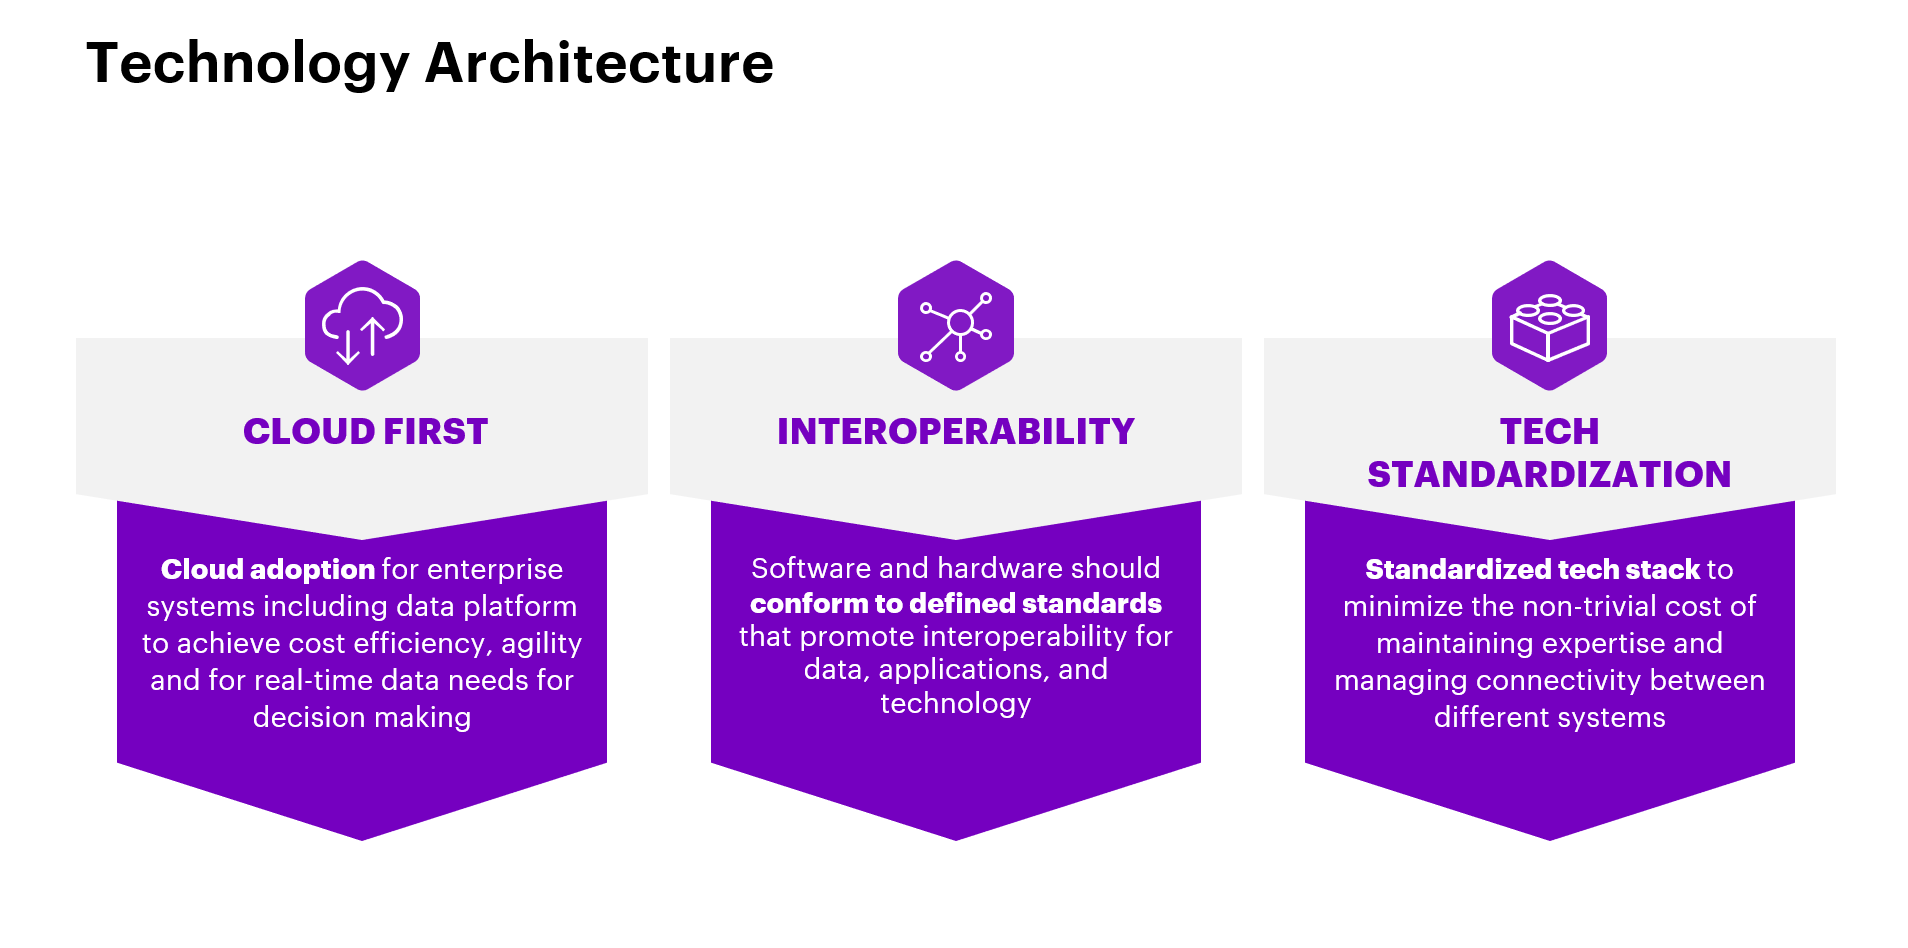 Technology Architecture
CLOUD FIRST
Cloud adoption for enterprise
systems including data platform
to achieve cost efficiency, agility
and for real-time data needs for
decision making
INTEROPERABILITY
Software and hardware should
conform to defined standards
that promote interoperability for
data, applications, and
technology
TECH
STANDARDIZATION
Standardized tech stack to
minimize the non-trivial cost of
maintaining expertise and
managing connectivity between
different systems